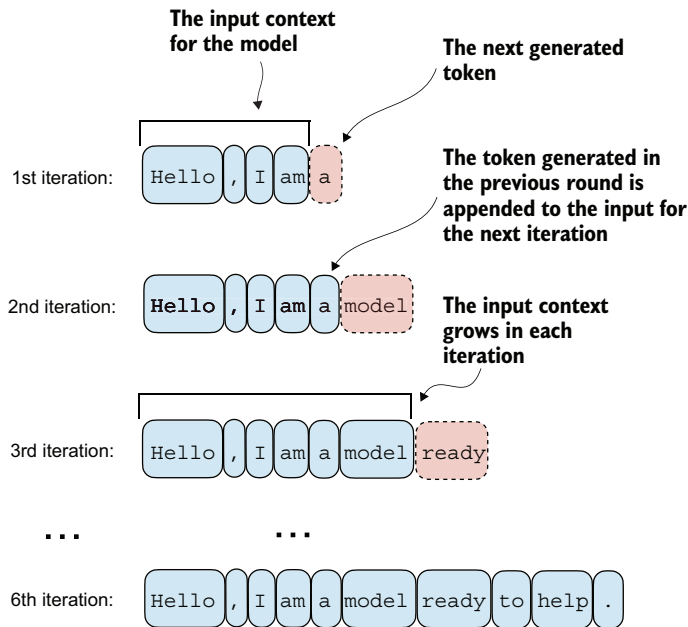 The input context
for the model
The next generated
token
1st iteration: Hello , I am a
The token generated in
the previous round is
appended to the input for
the next iteration
2nd iteration: Hello , I am a model
The input context
grows in each
iteration
3rd iteration: Hello , I am a model ready
... ...
6th iteration: Hello , I am a model ready to help .